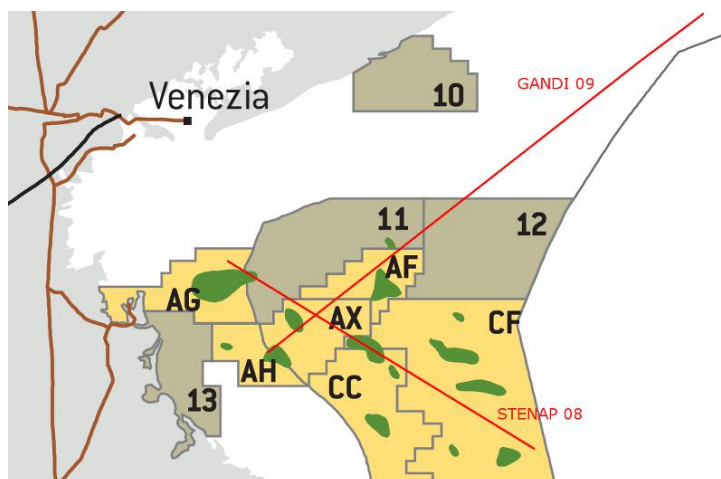 GANDI 09
10
Venezia
11
12
AF
AG
AX
CF
AH
CC
13
STENAP 08